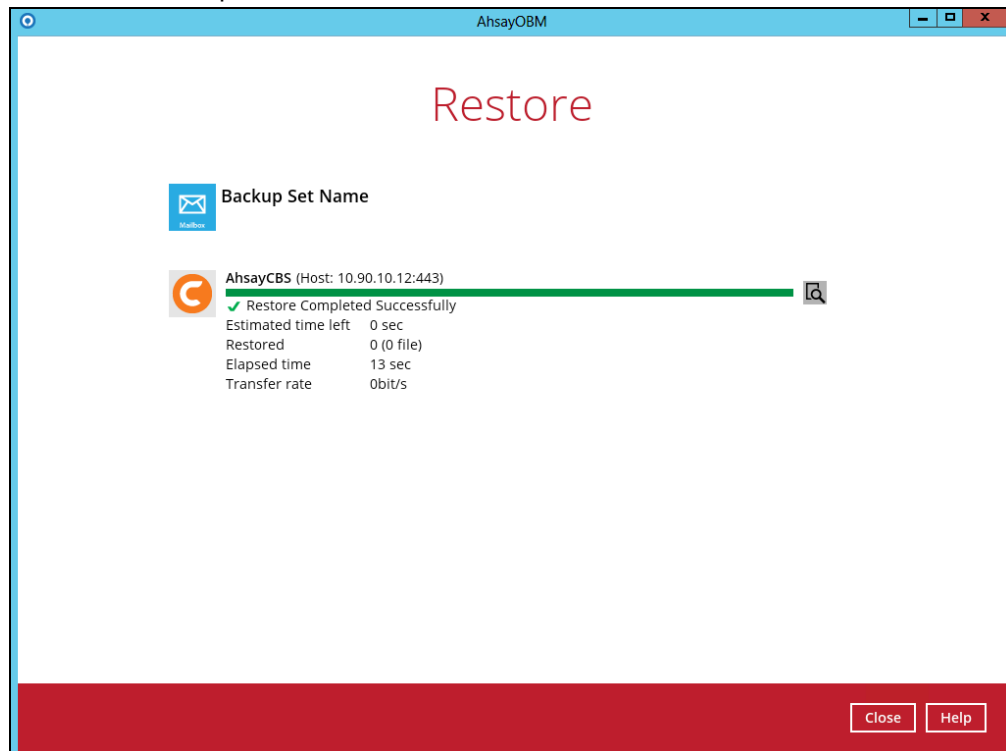 AhsayOBM
Restore
Backup Set Name
Mailbox
AhsayCBS (Host: 10.90.10.12:443)
Restore Completed Successfully
Estimated time left 0 sec
Restored 0 (0 file)
Elapsed time 13 sec
Transfer rate 0bit/s
Close Help